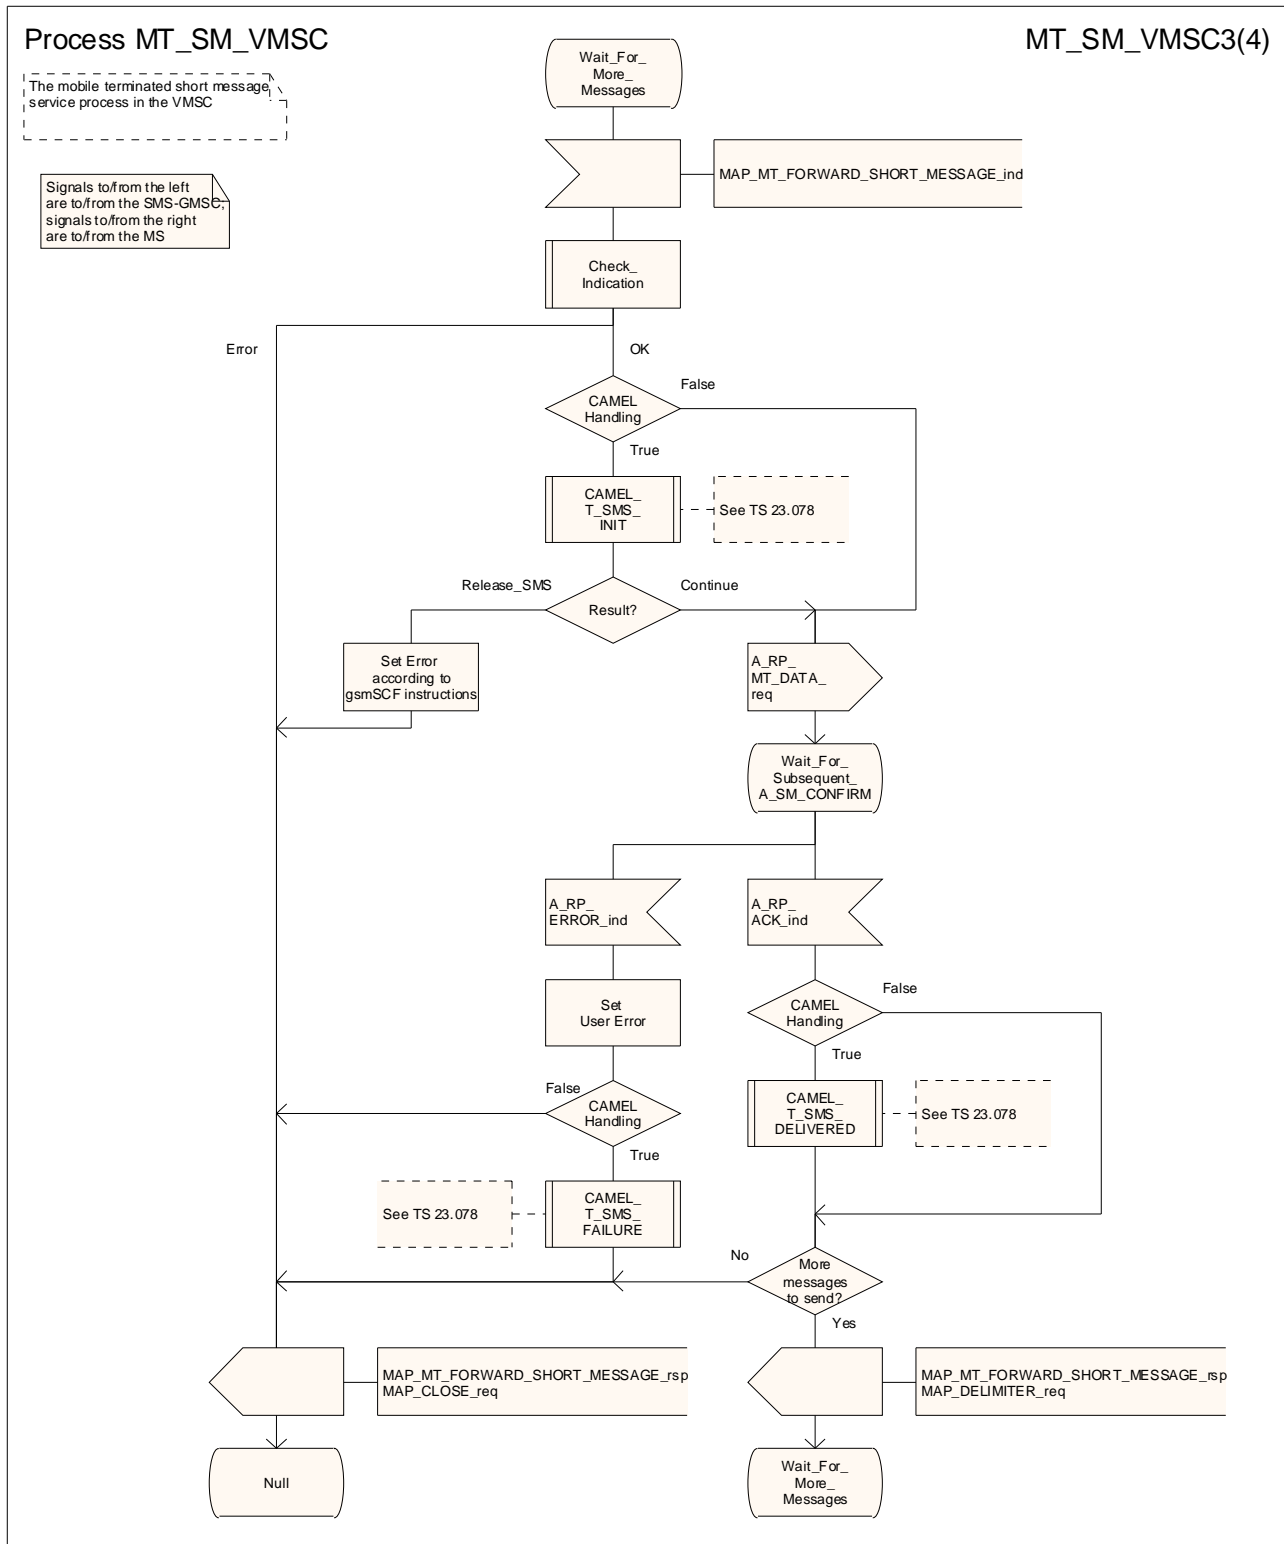 Process MT_SM_VMSC
MT_SM_VMSC3(4)
The mobile terminated short message
service process in the VMSC
Signals to/from the left
are to/from the SMS-GMSC;
signals to/from the right
are to/from the MS
Wait_For_
More_
Messages
MAP_MT_FORWARD_SHORT_MESSAGE_ind
Check_
Indication
Error
OK
CAMEL
Handling
False
True
CAMEL_
T_SMS_
INIT
See TS 23.078
Release_SMS
Result?
Continue
Set Error
according to
gsmSCF instructions
A_RP_
MT_DATA_
req
Wait_For_
Subsequent_
A_SM_CONFIRM
A_RP_
ERROR_ind
A_RP_
ACK_ind
Set
User Error
CAMEL
Handling
False
True
False
CAMEL
Handling
True
CAMEL_
T_SMS_
DELIVERED
See TS 23.078
See TS 23.078
CAMEL_
T_SMS_
FAILURE
No
More
messages
to send?
Yes
MAP_MT_FORWARD_SHORT_MESSAGE_rsp
MAP_CLOSE_req
MAP_MT_FORWARD_SHORT_MESSAGE_rsp
MAP_DELIMITER_req
Null
Wait_For_
More_
Messages